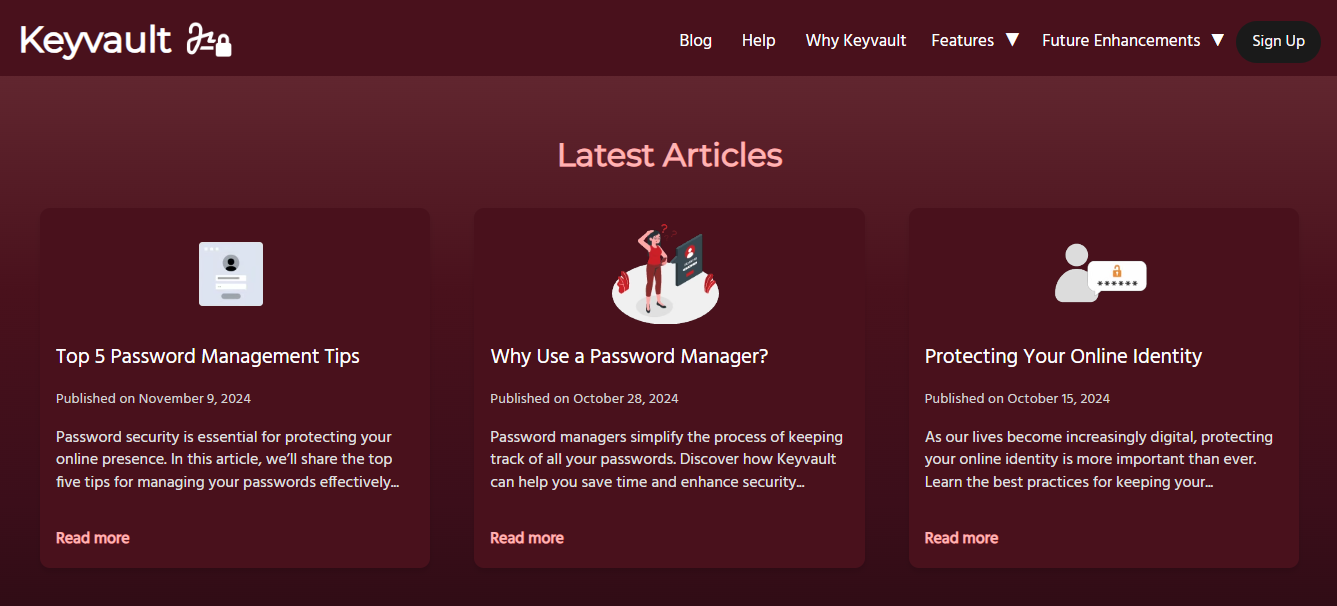 Keyvault
Blog Help Why Keyvault Features ▼ Future Enhancements ▼ Sign Up
Latest Articles
Top 5 Password Management Tips
Published on November 9, 2024
Password security is essential for protecting your
online presence. In this article, we’ll share the top
five tips for managing your passwords effectively...
Read more
?
Why Use a Password Manager?
Published on October 28, 2024
Password managers simplify the process of keeping
track of all your passwords. Discover how Keyvault
can help you save time and enhance security...
Read more
******
Protecting Your Online Identity
Published on October 15, 2024
As our lives become increasingly digital, protecting
your online identity is more important than ever.
Learn the best practices for keeping your...
Read more